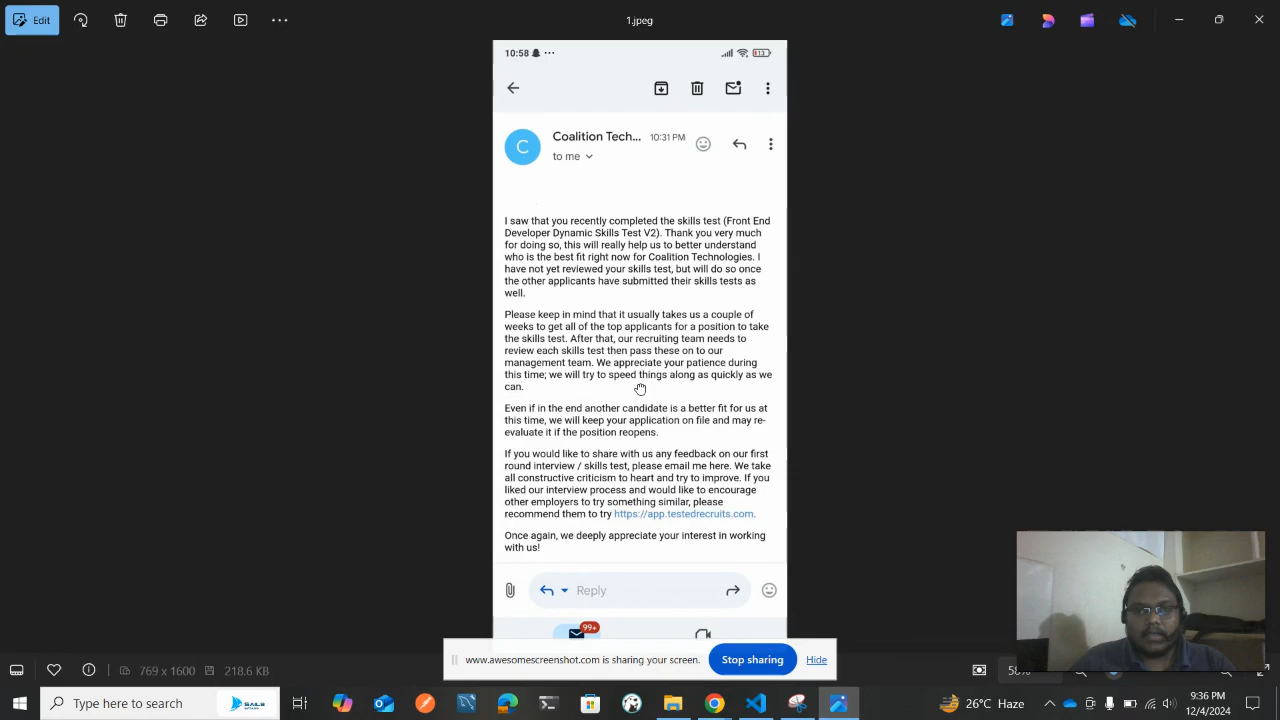 Edit
1.jpeg
10:58
13
C
Coalition Tech...
10:31 PM
to me
I saw that you recently completed the skills test (Front End
Developer Dynamic Skills Test V2). Thank you very much
for doing so, this will really help us to better understand
who is the best fit right now for Coalition Technologies. I
have not yet reviewed your skills test, but will do so once
the other applicants have submitted their skills tests as
well.
Please keep in mind that it usually takes us a couple of
weeks to get all of the top applicants for a position to take
the skills test. After that, our recruiting team needs to
review each skills test then pass these on to our
management team. We appreciate your patience during
this time; we will try to speed things along as quickly as we
can.
Even if in the end another candidate is a better fit for us at
this time, we will keep your application on file and may re-
evaluate it if the position reopens.
If you would like to share with us any feedback on our first
round interview / skills test, please email me here. We take
all constructive criticism to heart and try to improve. If you
liked our interview process and would like to encourage
other employers to try something similar, please
recommend them to try https://app.testedrecruits.com.
Once again, we deeply appreciate your interest in working
with us!
Reply
99+
www.awesomescreenshot.com is sharing your screen.
Stop sharing
Hide
769 x 1600
218.6 KB
Type here to search
SAILS
26°C Haze
9:36 PM
12/4/2024